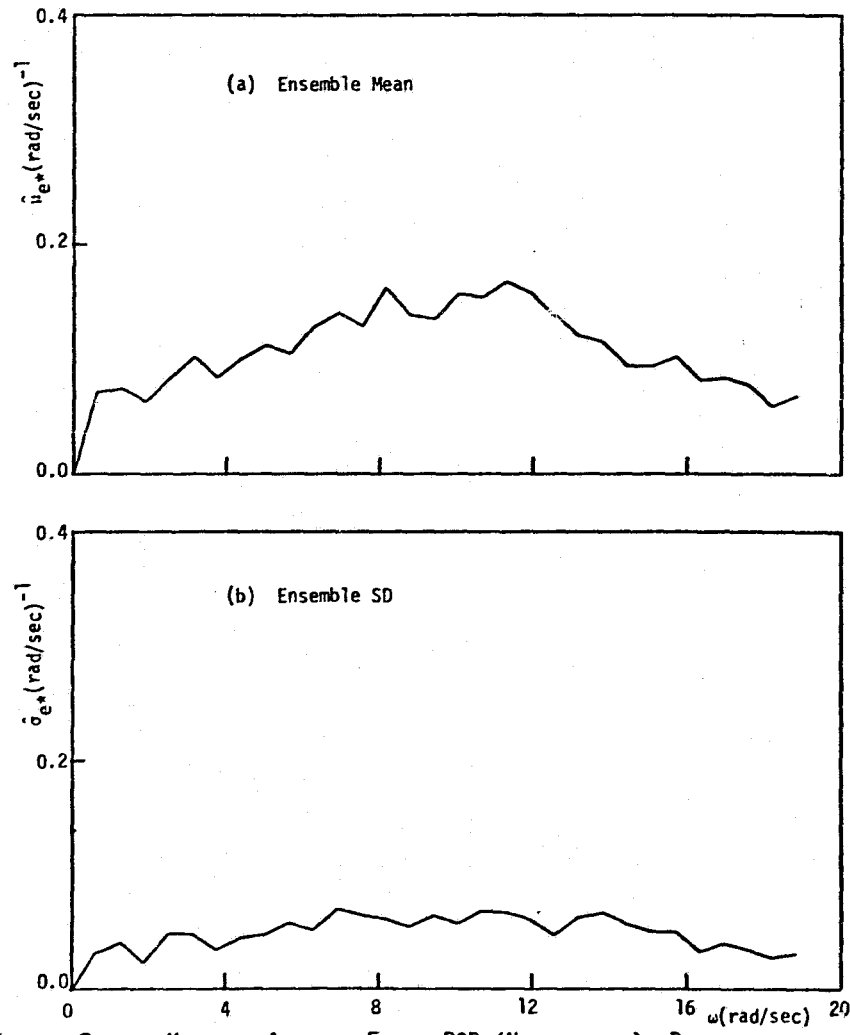 0.4
(a) Ensemble Mean
μ̂e*(rad/sec)⁻¹
0.2
0.0
0.4
(b) Ensemble SD
σ̂e*(rad/sec)⁻¹
0.2
0.0
0 4 8 12 16 20
ω(rad/sec)